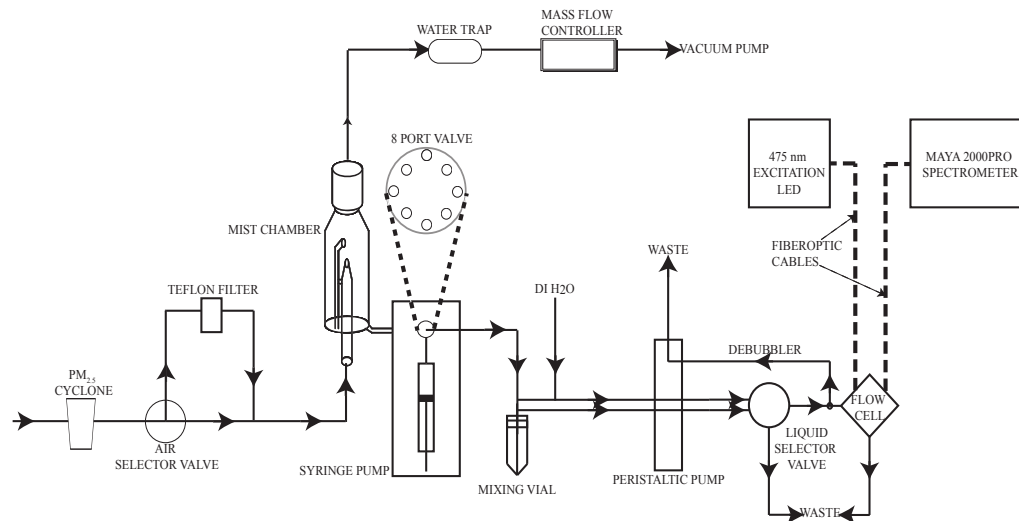 MASS FLOW
CONTROLLER
WATER TRAP
VACUUM PUMP
8 PORT VALVE
475 nm
EXCITATION
LED
MAYA 2000PRO
SPECTROMETER
MIST CHAMBER
FIBEROPTIC
CABLES
WASTE
TEFLON FILTER
DI H2O
DEBUBBLER
PM2.5
CYCLONE
FLOW
CELL
AIR
SELECTOR VALVE
SYRINGE PUMP
MIXING VIAL
PERISTALTIC PUMP
LIQUID
SELECTOR
VALVE
WASTE